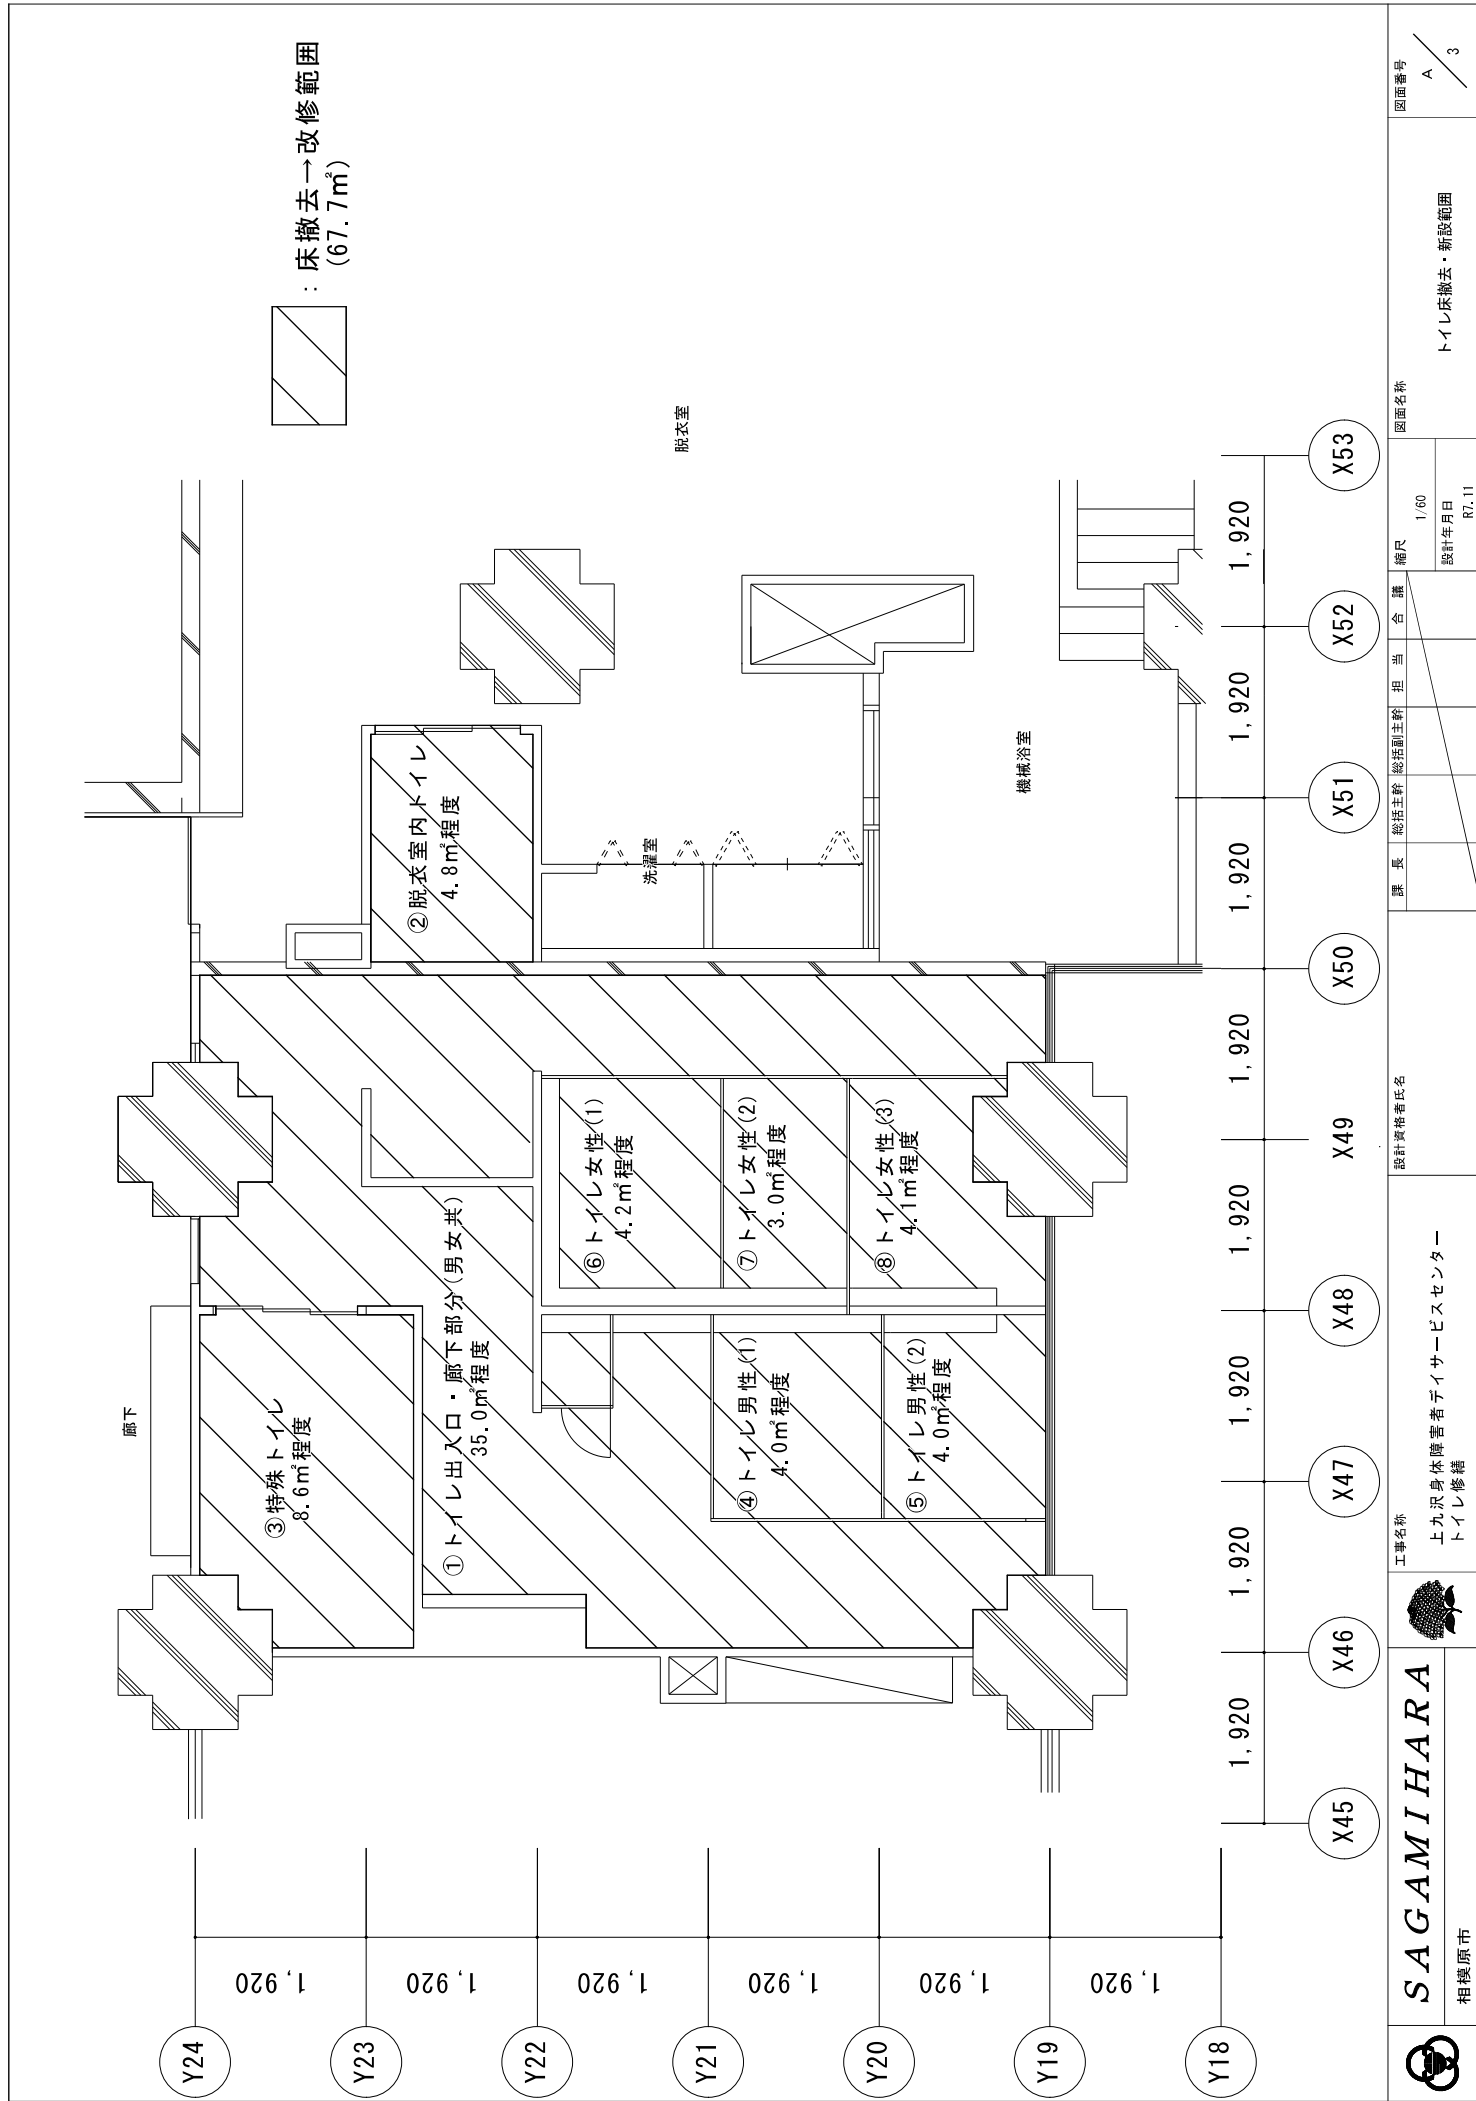 ：床撤去→改修範囲
(67.7㎡)
廊下
③特殊トイレ
8.6㎡程度
①トイレ出入口・廊下部分(男女共)
35.0㎡程度
②脱衣室内トイレ
4.8㎡程度
脱衣室
④トイレ男性(1)
4.0㎡程度
⑤トイレ男性(2)
4.0㎡程度
⑥トイレ女性(1)
4.2㎡程度
⑦トイレ女性(2)
3.0㎡程度
⑧トイレ女性(3)
4.1㎡程度
洗濯室
機械浴室
Y24
1,920
Y23
1,920
Y22
1,920
Y21
1,920
Y20
1,920
Y19
1,920
Y18
1,920
1,920
1,920
1,920
1,920
1,920
1,920
1,920
X45
X46
X47
X48
X49
X50
X51
X52
X53
SAGAMIHARA
相模原市
工事名称
上九沢身体障害者デイサービスセンター
トイレ修繕
設計資格者氏名
課 長
総括主幹
総括副主幹
担 当
合 議
縮尺
1/60
設計年月日
R7.11
図面名称
トイレ床撤去・新設範囲
図面番号
A
3